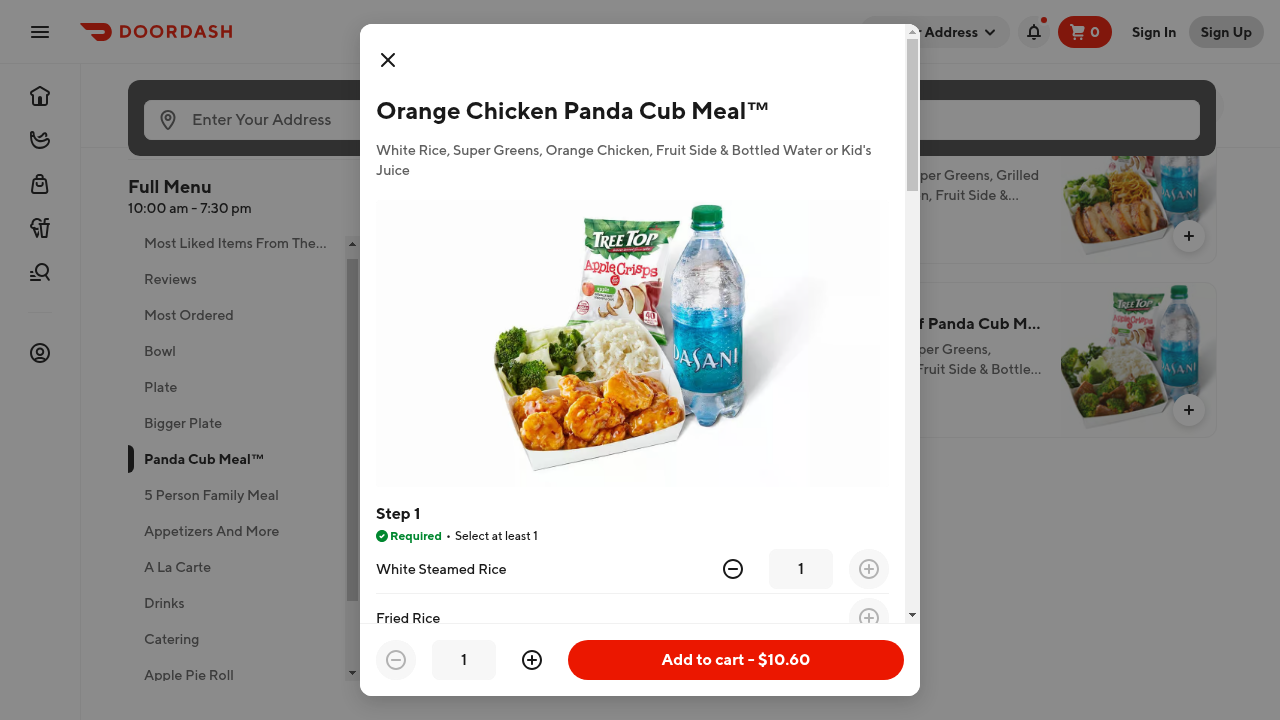 DOORDASH
Address
0
Sign In
Sign Up
Enter Your Address
Full Menu
10:00 am - 7:30 pm
Most Liked Items From The...
Reviews
Most Ordered
Bowl
Plate
Bigger Plate
Panda Cub Meal™
5 Person Family Meal
Appetizers And More
A La Carte
Drinks
Catering
Apple Pie Roll
Orange Chicken Panda Cub Meal™
White Rice, Super Greens, Orange Chicken, Fruit Side & Bottled Water or Kid's
Juice
TREE TOP
Apple Crisps
DASANI
Step 1
Required • Select at least 1
White Steamed Rice
1
Fried Rice
1
Add to cart - $10.60
per Greens, Grilled
n, Fruit Side &...
f Panda Cub M...
per Greens,
Fruit Side & Bottle...